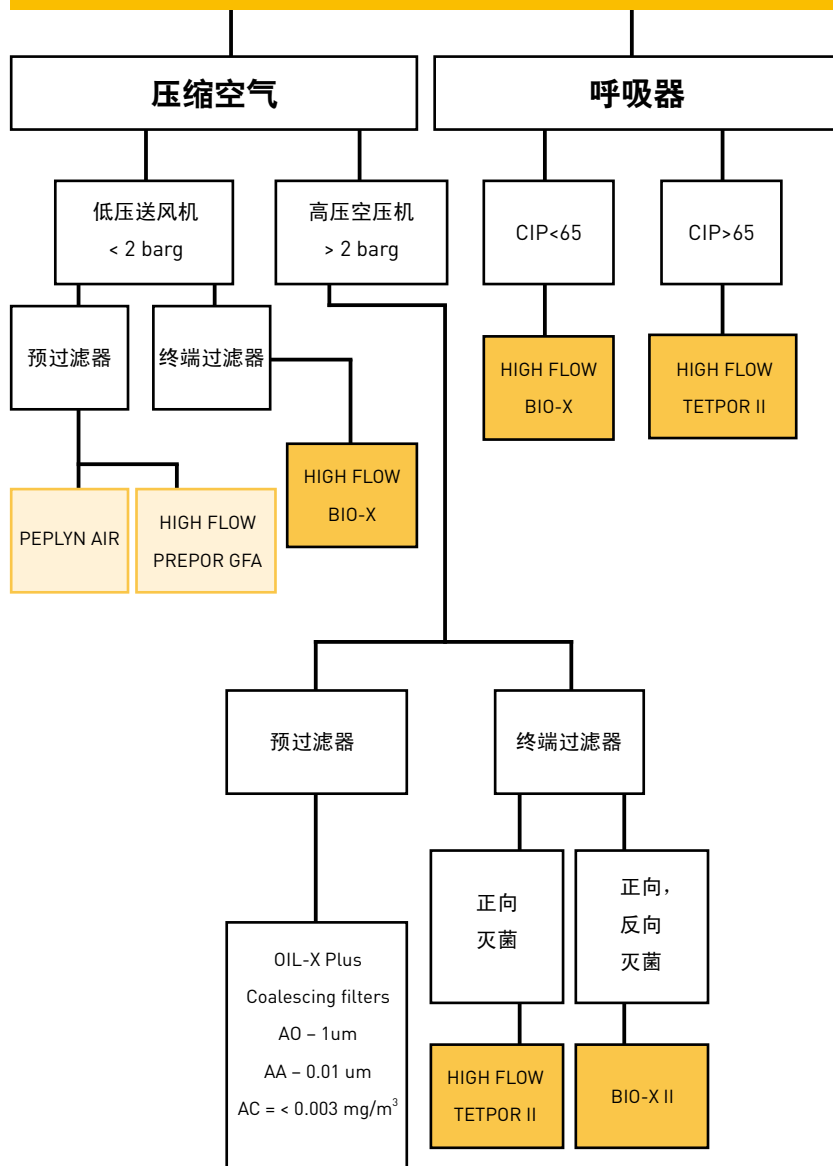 压缩空气
呼吸器
低压送风机
< 2 barg
高压空压机
> 2 barg
CIP<65
CIP>65
预过滤器
终端过滤器
HIGH FLOW
BIO-X
HIGH FLOW
TETPOR II
PEPLYN AIR
HIGH FLOW
PREPOR GFA
HIGH FLOW
BIO-X
预过滤器
终端过滤器
正向
灭菌
正向，
反向
灭菌
OIL-X Plus
Coalescing filters
AO – 1um
AA – 0.01 um
AC = < 0.003 mg/m³
HIGH FLOW
TETPOR II
BIO-X II